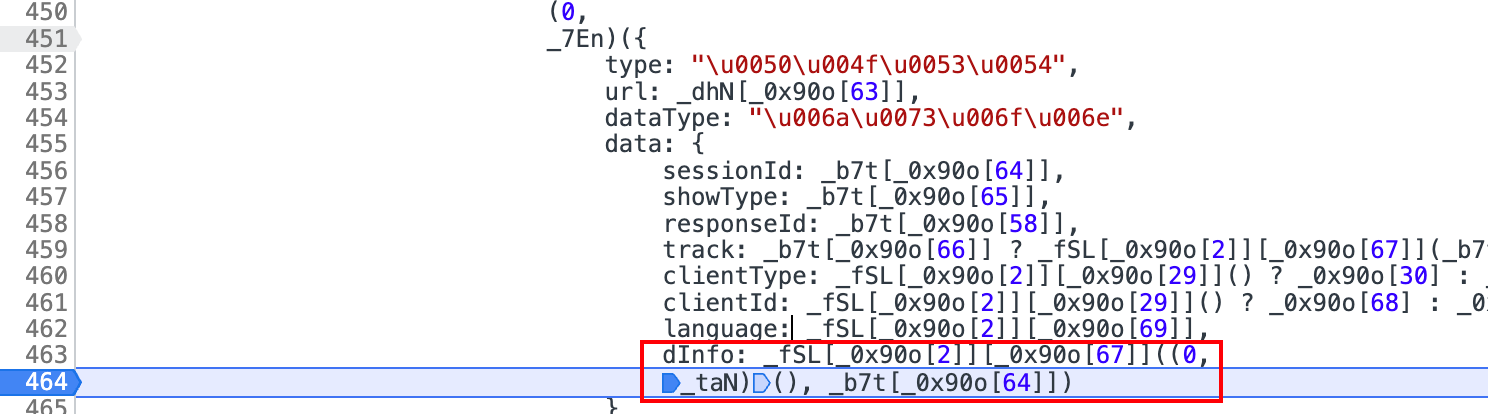 450 (0,
451 _7En)({
452 type: "\u0050\u004f\u0053\u0054",
453 url: _dhN[_0x90o[63]],
454 dataType: "\u006a\u0073\u006f\u006e",
455 data: {
456 sessionId: _b7t[_0x90o[64]],
457 showType: _b7t[_0x90o[65]],
458 responseId: _b7t[_0x90o[58]],
459 track: _b7t[_0x90o[66]] ? _fSL[_0x90o[2]][_0x90o[67]](_b7
460 clientType: _fSL[_0x90o[2]][_0x90o[29]]() ? _0x90o[30] :
461 clientId: _fSL[_0x90o[2]][_0x90o[29]]() ? _0x90o[68] : _0
462 language: _fSL[_0x90o[2]][_0x90o[69]],
463 dInfo: _fSL[_0x90o[2]][_0x90o[67]]((0,
464 _taN)(), _b7t[_0x90o[64]])
465 }